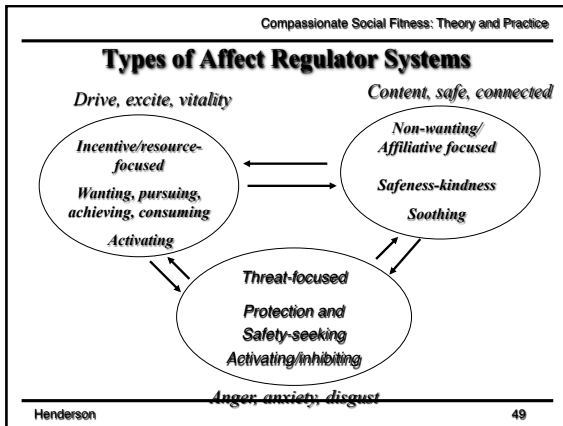 Compassionate Social Fitness: Theory and Practice
Types of Affect Regulator Systems
Drive, excite, vitality
Content, safe, connected
Incentive/resource-
focused
Wanting, pursuing,
achieving, consuming
Activating
Non-wanting/
Affiliative focused
Safeness-kindness
Soothing
Threat-focused
Protection and
Safety-seeking
Activating/inhibiting
Anger, anxiety, disgust
Henderson
49